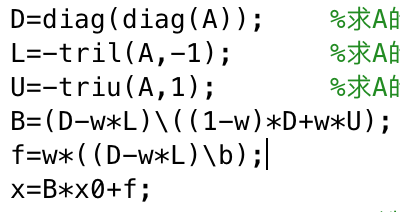 D=diag(diag(A)); %求A的
L=-tril(A,-1); %求A的
U=-triu(A,1); %求A的
B=(D-w*L)\((1-w)*D+w*U);
f=w*((D-w*L)\b);
x=B*x0+f;